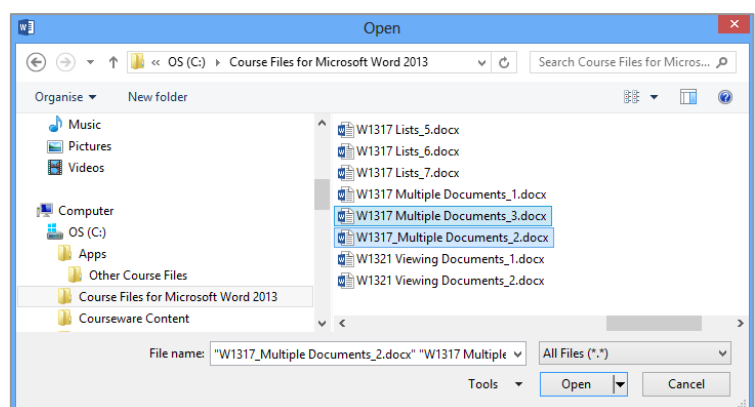 Open
« OS (C:) ▸ Course Files for Microsoft Word 2013
Search Course Files for Micros...
Organise
New folder
Music
Pictures
Videos
Computer
OS (C:)
Apps
Other Course Files
Course Files for Microsoft Word 2013
Courseware Content
W1317 Lists_5.docx
W1317 Lists_6.docx
W1317 Lists_7.docx
W1317 Multiple Documents_1.docx
W1317 Multiple Documents_3.docx
W1317_Multiple Documents_2.docx
W1321 Viewing Documents_1.docx
W1321 Viewing Documents_2.docx
File name: "W1317_Multiple Documents_2.docx" "W1317 Multiple
All Files (*.*)
Tools
Open
Cancel